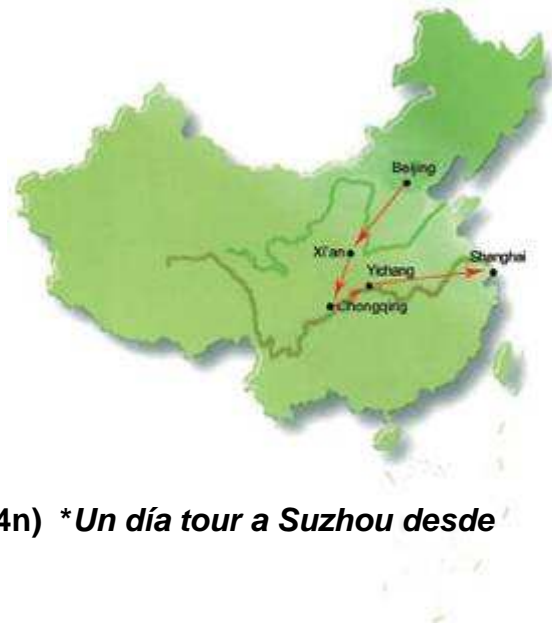 Beijing
Xi'an
Yichang
Shanghai
Chongqing
4n) *Un día tour a Suzhou desde